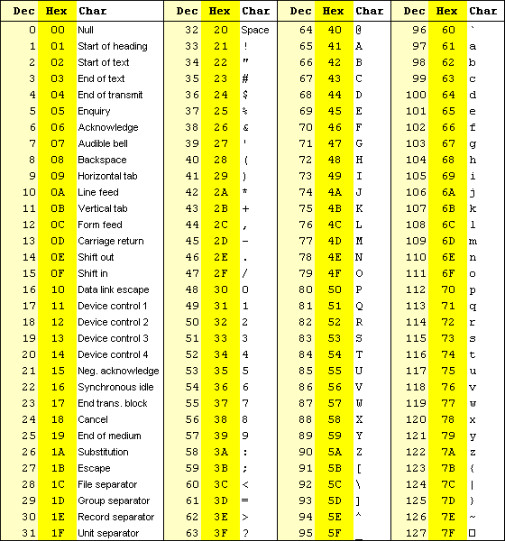 Dec Hex Char Dec Hex Char Dec Hex Char Dec Hex Char
0 00 Null 32 20 Space 64 40 @ 96 60 `
1 01 Start of heading 33 21 ! 65 41 A 97 61 a
2 02 Start of text 34 22 " 66 42 B 98 62 b
3 03 End of text 35 23 # 67 43 C 99 63 c
4 04 End of transmit 36 24 $ 68 44 D 100 64 d
5 05 Enquiry 37 25 % 69 45 E 101 65 e
6 06 Acknowledge 38 26 & 70 46 F 102 66 f
7 07 Audible bell 39 27 ' 71 47 G 103 67 g
8 08 Backspace 40 28 ( 72 48 H 104 68 h
9 09 Horizontal tab 41 29 ) 73 49 I 105 69 i
10 0A Line feed 42 2A * 74 4A J 106 6A j
11 0B Vertical tab 43 2B + 75 4B K 107 6B k
12 0C Form feed 44 2C , 76 4C L 108 6C l
13 0D Carriage return 45 2D - 77 4D M 109 6D m
14 0E Shift out 46 2E . 78 4E N 110 6E n
15 0F Shift in 47 2F / 79 4F O 111 6F o
16 10 Data link escape 48 30 0 80 50 P 112 70 p
17 11 Device control 1 49 31 1 81 51 Q 113 71 q
18 12 Device control 2 50 32 2 82 52 R 114 72 r
19 13 Device control 3 51 33 3 83 53 S 115 73 s
20 14 Device control 4 52 34 4 84 54 T 116 74 t
21 15 Neg. acknowledge 53 35 5 85 55 U 117 75 u
22 16 Synchronous idle 54 36 6 86 56 V 118 76 v
23 17 End trans. block 55 37 7 87 57 W 119 77 w
24 18 Cancel 56 38 8 88 58 X 120 78 x
25 19 End of medium 57 39 9 89 59 Y 121 79 y
26 1A Substitution 58 3A : 90 5A Z 122 7A z
27 1B Escape 59 3B ; 91 5B [ 123 7B {
28 1C File separator 60 3C < 92 5C \ 124 7C |
29 1D Group separator 61 3D = 93 5D ] 125 7D }
30 1E Record separator 62 3E > 94 5E ^ 126 7E ~
31 1F Unit separator 63 3F ? 95 5F _ 127 7F □